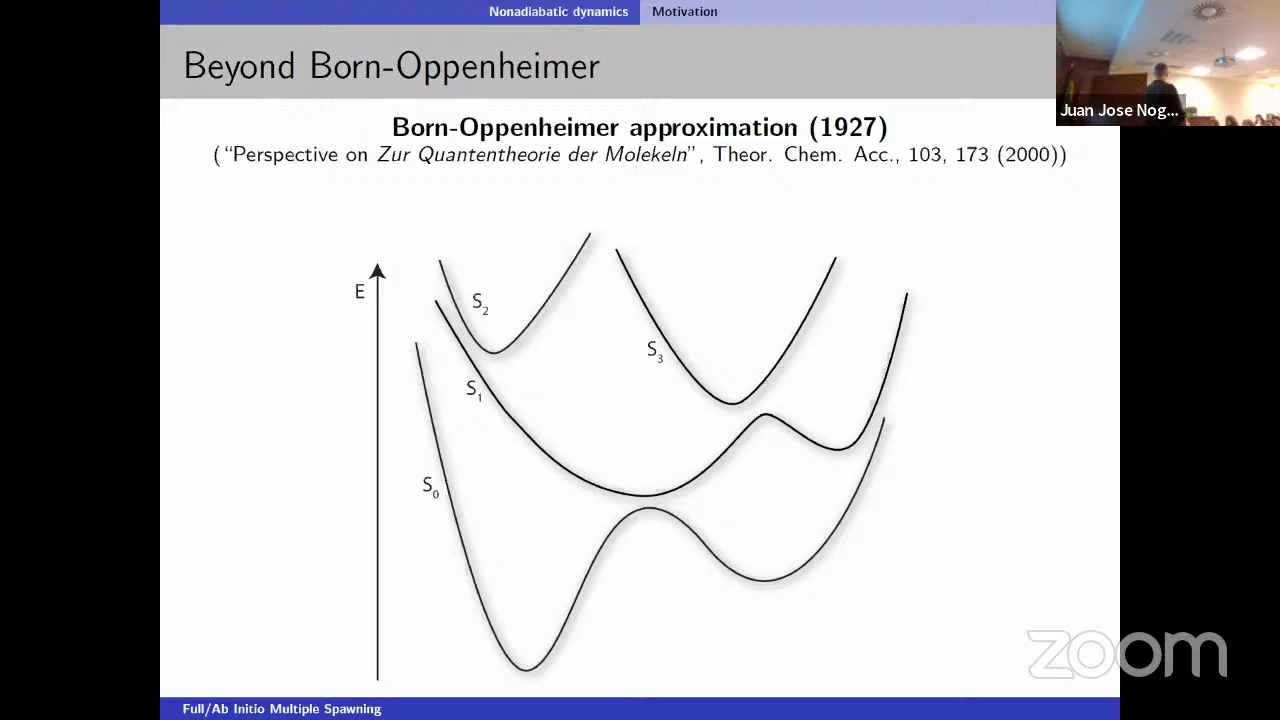 Nonadiabatic dynamics Motivation
Beyond Born-Oppenheimer
Juan Jose Nog...
Born-Oppenheimer approximation (1927)
("Perspective on Zur Quantentheorie der Molekeln", Theor. Chem. Acc., 103, 173 (2000))
E
S2
S3
S1
S0
zoom
Full/Ab Initio Multiple Spawning